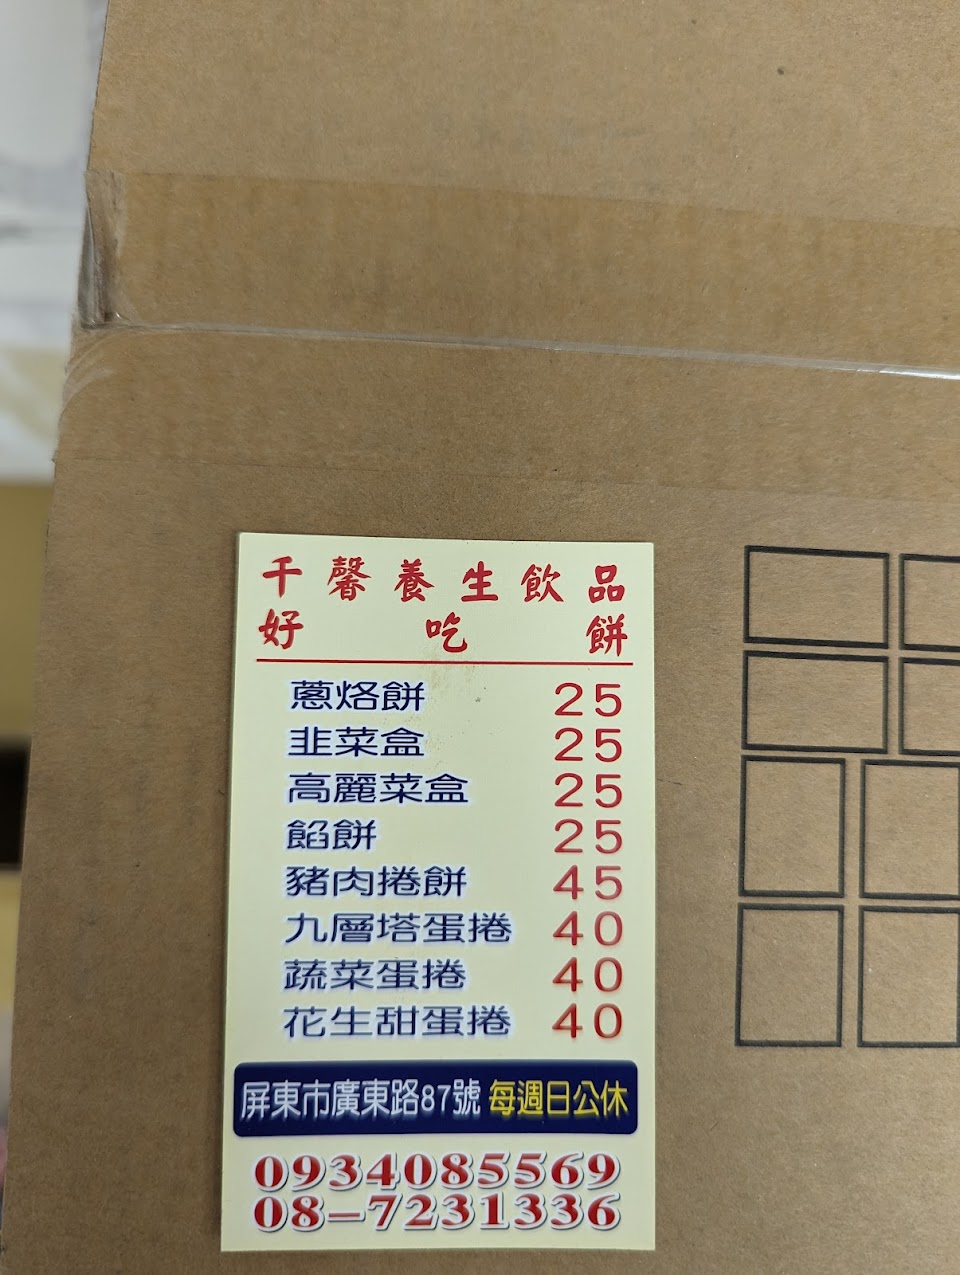 千馨養生飲品
好吃餅
蔥烙餅 25
韭菜盒 25
高麗菜盒 25
餡餅 25
豬肉捲餅 45
九層塔蛋捲 40
蔬菜蛋捲 40
花生甜蛋捲 40
屏東市廣東路87號 每週日公休
0934085569
08-7231336